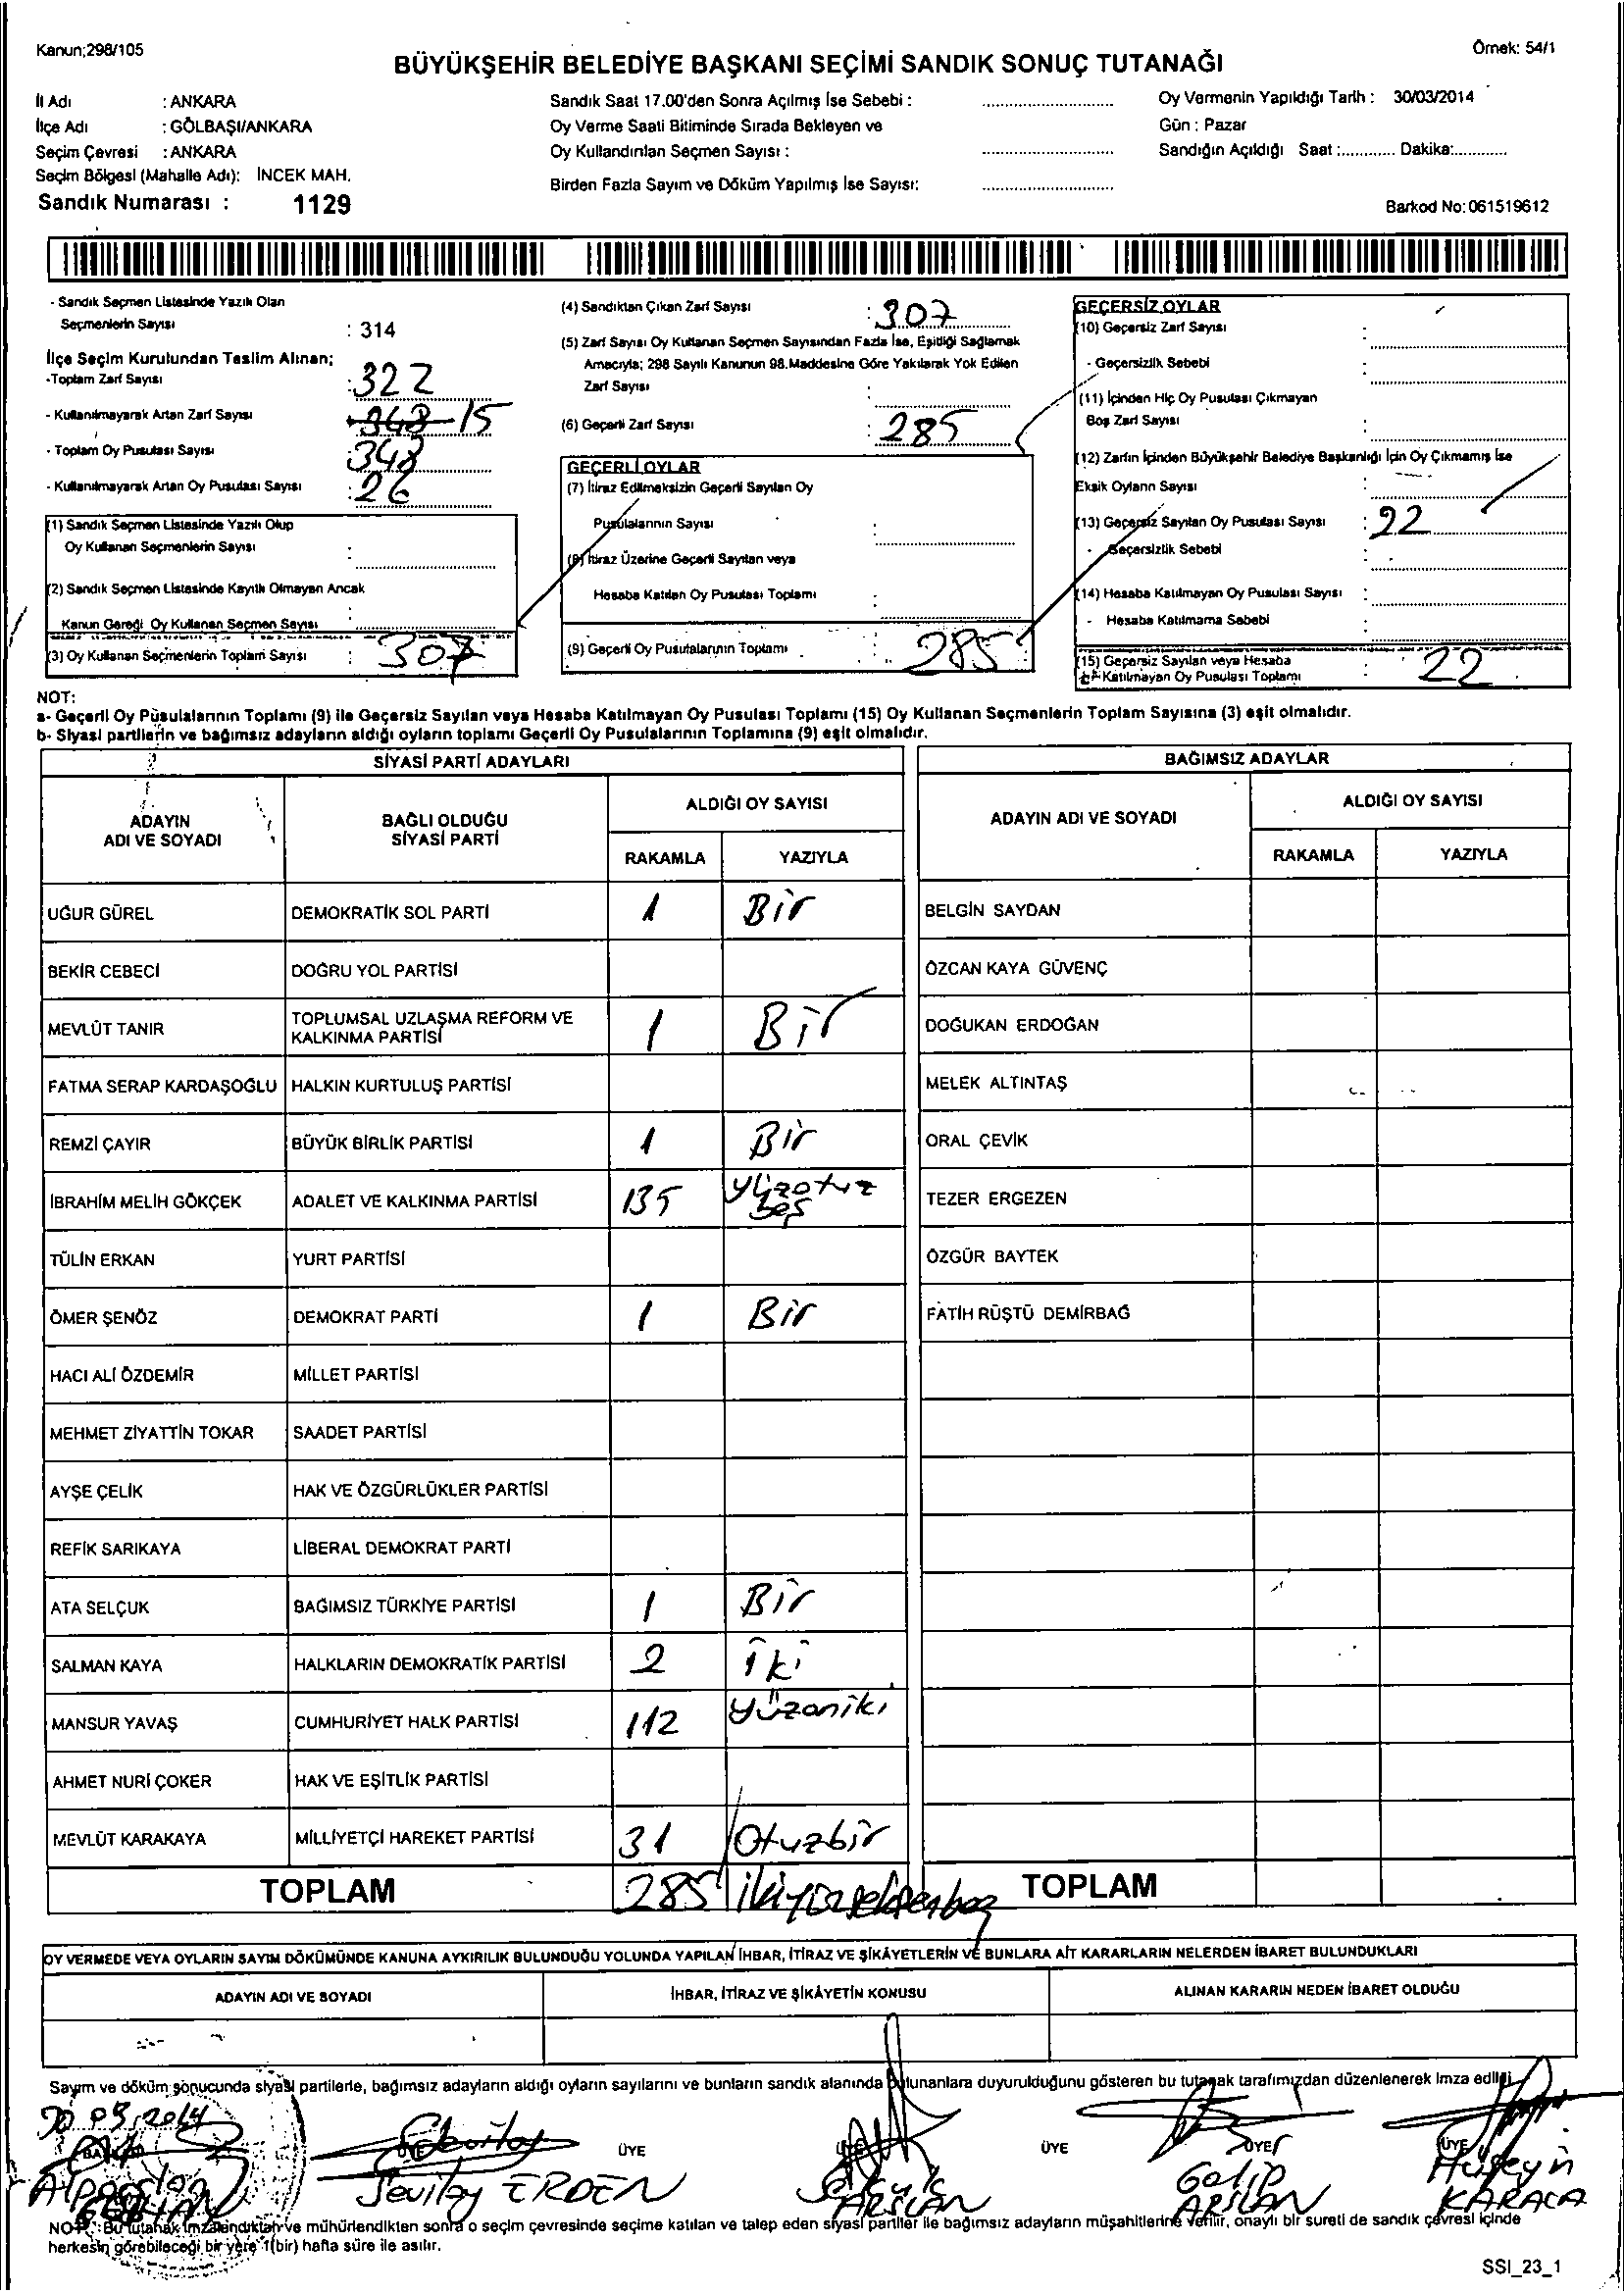 Kanun;298/105
Örnek: 54/1
BÜYÜKŞEHİR BELEDİYE BAŞKANI SEÇİMİ SANDIK SONUÇ TUTANAĞI
İl Adı : ANKARA
İlçe Adı : GÖLBAŞI/ANKARA
Seçim Çevresi : ANKARA
Seçim Bölgesi (Mahalle Adı): İNCEK MAH.
Sandık Numarası : 1129
Sandık Saat 17.00'den Sonra Açılmış İse Sebebi :
Oy Verme Saati Bitiminde Sırada Bekleyen ve
Oy Kullandırılan Seçmen Sayısı :
Birden Fazla Sayım ve Döküm Yapılmış İse Sayısı:
Oy Vermenin Yapıldığı Tarih : 30/03/2014
Gün : Pazar
Sandığın Açıldığı Saat :............ Dakika:............
Barkod No: 061519612
- Sandık Seçmen Listesinde Yazılı Olan
Seçmenlerin Sayısı : 314
İlçe Seçim Kurulundan Teslim Alınan;
-Toplam Zarf Sayısı : 322
- Kullanılmayarak Artan Zarf Sayısı 348 15
- Toplam Oy Pusulası Sayısı 348
- Kullanılmayarak Artan Oy Pusulası Sayısı : 26
(1) Sandık Seçmen Listesinde Yazılı Olup
Oy Kullanan Seçmenlerin Sayısı :
(2) Sandık Seçmen Listesinde Kayıtlı Olmayan Ancak
Kanun Gereği Oy Kullanan Seçmen Sayısı :
(3) Oy Kullanan Seçmenlerin Toplam Sayısı : 307
(4) Sandıktan Çıkan Zarf Sayısı : 307
(5) Zarf Sayısı Oy Kullanan Seçmen Sayısından Fazla İse, Eşitliği Sağlamak
Amacıyla; 298 Sayılı Kanunun 98.Maddesine Göre Yakılarak Yok Edilen
Zarf Sayısı :
(6) Geçerli Zarf Sayısı : 285
GEÇERLİ OYLAR
(7) İtiraz Edilmeksizin Geçerli Sayılan Oy
Pusulalarının Sayısı :
(8) İtiraz Üzerine Geçerli Sayılan veya
Hesaba Katılan Oy Pusulası Toplamı :
(9) Geçerli Oy Pusulalarının Toplamı : 285
GEÇERSİZ OYLAR
(10) Geçersiz Zarf Sayısı :
- Geçersizlik Sebebi :
(11) İçinden Hiç Oy Pusulası Çıkmayan
Boş Zarf Sayısı :
(12) Zarfın İçinden Büyükşehir Belediye Başkanlığı İçin Oy Çıkmamış İse
Eksik Oyların Sayısı :
(13) Geçersiz Sayılan Oy Pusulası Sayısı : 22
- Geçersizlik Sebebi :
(14) Hesaba Katılmayan Oy Pusulası Sayısı :
- Hesaba Katılmama Sebebi :
(15) Geçersiz Sayılan veya Hesaba
Katılmayan Oy Pusulası Toplamı : 22
NOT:
a- Geçerli Oy Pusulalarının Toplamı (9) ile Geçersiz Sayılan veya Hesaba Katılmayan Oy Pusulası Toplamı (15) Oy Kullanan Seçmenlerin Toplam Sayısına (3) eşit olmalıdır.
b- Siyasi partilerin ve bağımsız adayların aldığı oyların toplamı Geçerli Oy Pusulalarının Toplamına (9) eşit olmalıdır.
SİYASİ PARTİ ADAYLARI
ADAYIN ADI VE SOYADI
BAĞLI OLDUĞU SİYASİ PARTİ
ALDIĞI OY SAYISI
RAKAMLA YAZIYLA
UĞUR GÜREL DEMOKRATİK SOL PARTİ 1 Bir
BEKİR CEBECİ DOĞRU YOL PARTİSİ
MEVLÜT TANIR TOPLUMSAL UZLAŞMA REFORM VE KALKINMA PARTİSİ 1 Bir
FATMA SERAP KARDAŞOĞLU HALKIN KURTULUŞ PARTİSİ
REMZİ ÇAYIR BÜYÜK BİRLİK PARTİSİ 1 Bir
İBRAHİM MELİH GÖKÇEK ADALET VE KALKINMA PARTİSİ 135 Yüzotuz beş
TÜLİN ERKAN YURT PARTİSİ
ÖMER ŞENÖZ DEMOKRAT PARTİ 1 Bir
HACI ALİ ÖZDEMİR MİLLET PARTİSİ
MEHMET ZİYATTİN TOKAR SAADET PARTİSİ
AYŞE ÇELİK HAK VE ÖZGÜRLÜKLER PARTİSİ
REFİK SARIKAYA LİBERAL DEMOKRAT PARTİ
ATA SELÇUK BAĞIMSIZ TÜRKİYE PARTİSİ 1 Bir
SALMAN KAYA HALKLARIN DEMOKRATİK PARTİSİ 2 İki
MANSUR YAVAŞ CUMHURİYET HALK PARTİSİ 112 Yüzoniki
AHMET NURİ ÇOKER HAK VE EŞİTLİK PARTİSİ
MEVLÜT KARAKAYA MİLLİYETÇİ HAREKET PARTİSİ 31 Otuzbir
TOPLAM 285 ikiyüzseksenbeş
BAĞIMSIZ ADAYLAR
ADAYIN ADI VE SOYADI
ALDIĞI OY SAYISI
RAKAMLA YAZIYLA
BELGİN SAYDAN
ÖZCAN KAYA GÜVENÇ
DOĞUKAN ERDOĞAN
MELEK ALTINTAŞ
ORAL ÇEVİK
TEZER ERGEZEN
ÖZGÜR BAYTEK
FATİH RÜŞTÜ DEMİRBAĞ
TOPLAM
OY VERMEDE VEYA OYLARIN SAYIM DÖKÜMÜNDE KANUNA AYKIRILIK BULUNDUĞU YOLUNDA YAPILAN İHBAR, İTİRAZ VE ŞİKÂYETLERİN VE BUNLARA AİT KARARLARIN NELERDEN İBARET BULUNDUKLARI
ADAYIN ADI VE SOYADI
İHBAR, İTİRAZ VE ŞİKÂYETİN KONUSU
ALINAN KARARIN NEDEN İBARET OLDUĞU
Sayım ve döküm sonucunda siyasi partilerle, bağımsız adayların aldığı oyların sayılarını ve bunların sandık alanında bulunanlara duyurulduğunu gösteren bu tutanak tarafımızdan düzenlenerek imza edildi.
30.03.2014
BAŞKAN ÜYE ÜYE ÜYE ÜYE ÜYE ÜYE
Alpaslan
Sevilay ERDEN
Selçuk ARSLAN
Galip ARSLAN
Hüseyin KARACA
NOT: Bu tutanak imzalandıktan ve mühürlendikten sonra o seçim çevresinde seçime katılan ve talep eden siyasi partiler ile bağımsız adayların müşahitlerine verilir, onaylı bir sureti de sandık çevresi içinde
herkesin görebileceği bir yere 1(bir) hafta süre ile asılır.
SSI_23_1